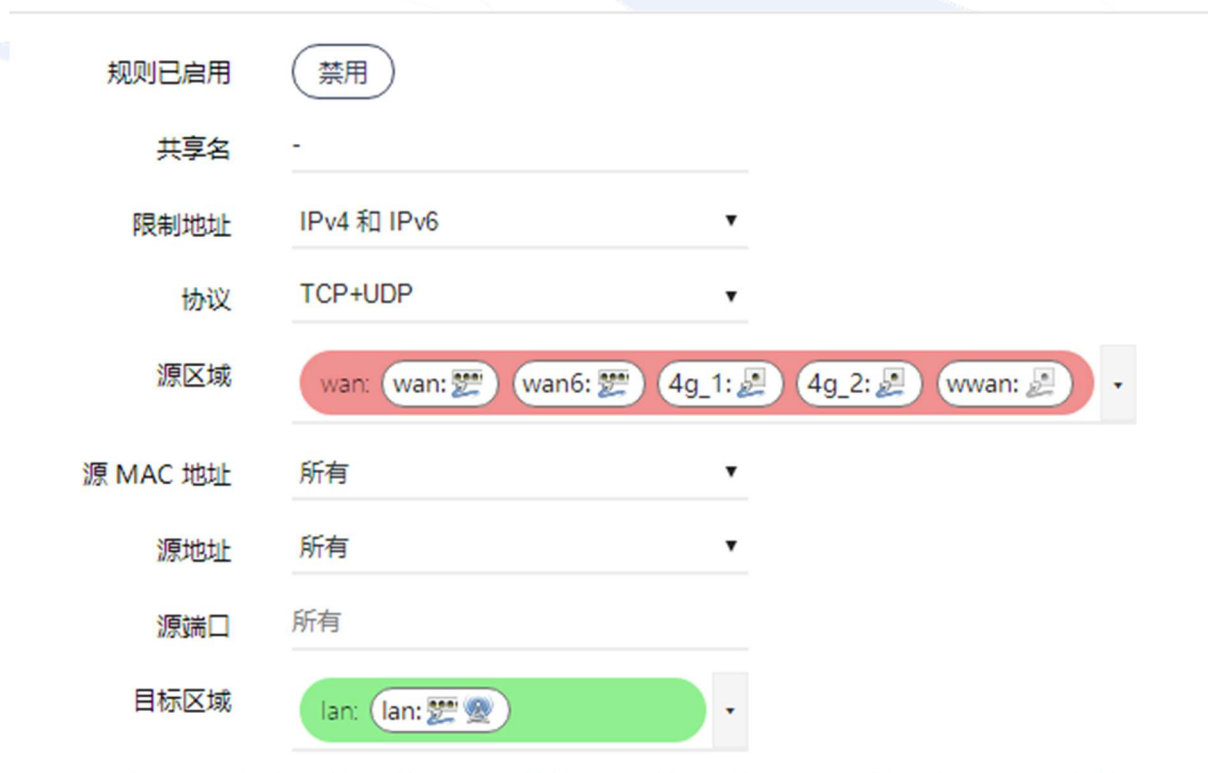 规则已启用 禁用
共享名 -
限制地址 IPv4 和 IPv6
协议 TCP+UDP
源区域 wan: wan: wan6: 4g_1: 4g_2: wwan:
源 MAC 地址 所有
源地址 所有
源端口 所有
目标区域 lan: lan: